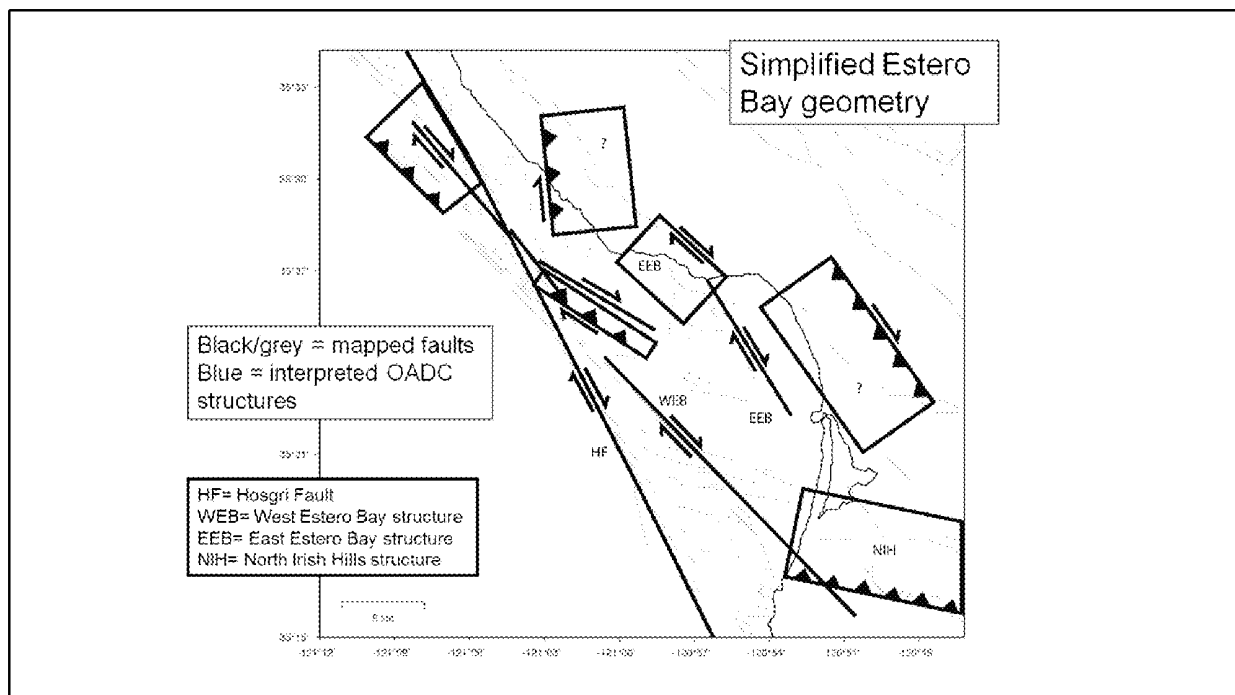 Simplified Estero
Bay geometry
?
EEB
Black/grey = mapped faults
Blue = interpreted OADC
structures
?
WEB
EEB
HF
HF= Hosgri Fault
WEB= West Estero Bay structure
EEB= East Estero Bay structure
NIH= North Irish Hills structure
NIH